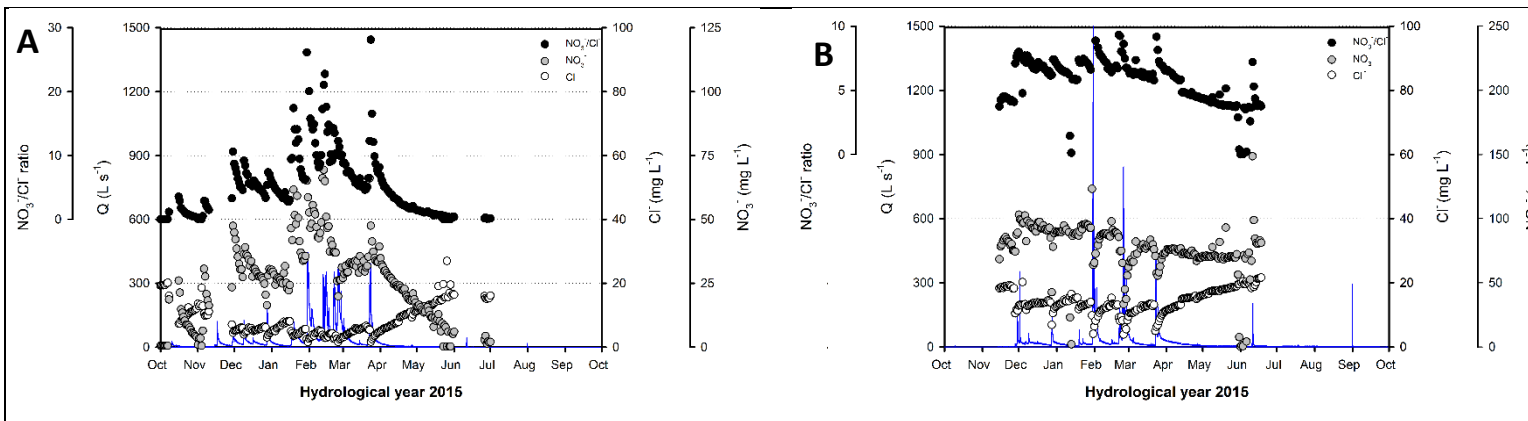 A
30
20
10
0
NO3-/Cl- ratio
1500
1200
900
600
300
0
Q (L s-1)
NO3-/Cl-
NO3-
Cl-
100
80
60
40
20
0
Cl- (mg L-1)
125
100
75
50
25
0
NO3- (mg L-1)
Oct Nov Dec Jan Feb Mar Apr May Jun Jul Aug Sep Oct
Hydrological year 2015
B
10
5
0
NO3-/Cl- ratio
1500
1200
900
600
300
0
Q (L s-1)
NO3-/Cl-
NO3
Cl-
100
80
60
40
20
0
Cl- (mg L-1)
250
200
150
100
50
0
Oct Nov Dec Jan Feb Mar Apr May Jun Jul Aug Sep Oct
Hydrological year 2015